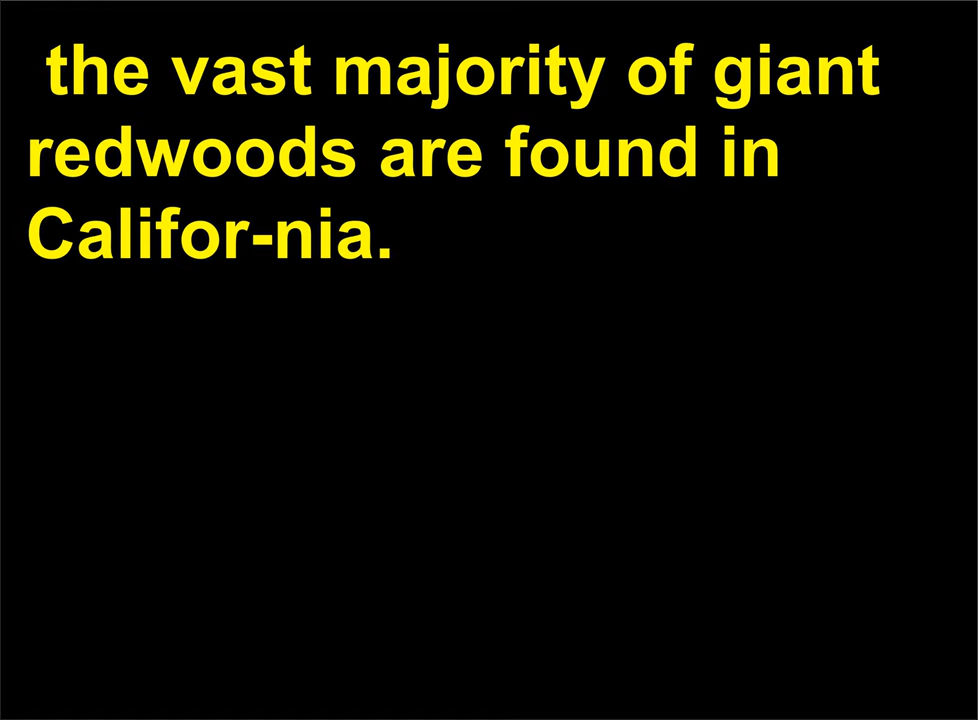 the vast majority of giant
redwoods are found in
Califor-nia.